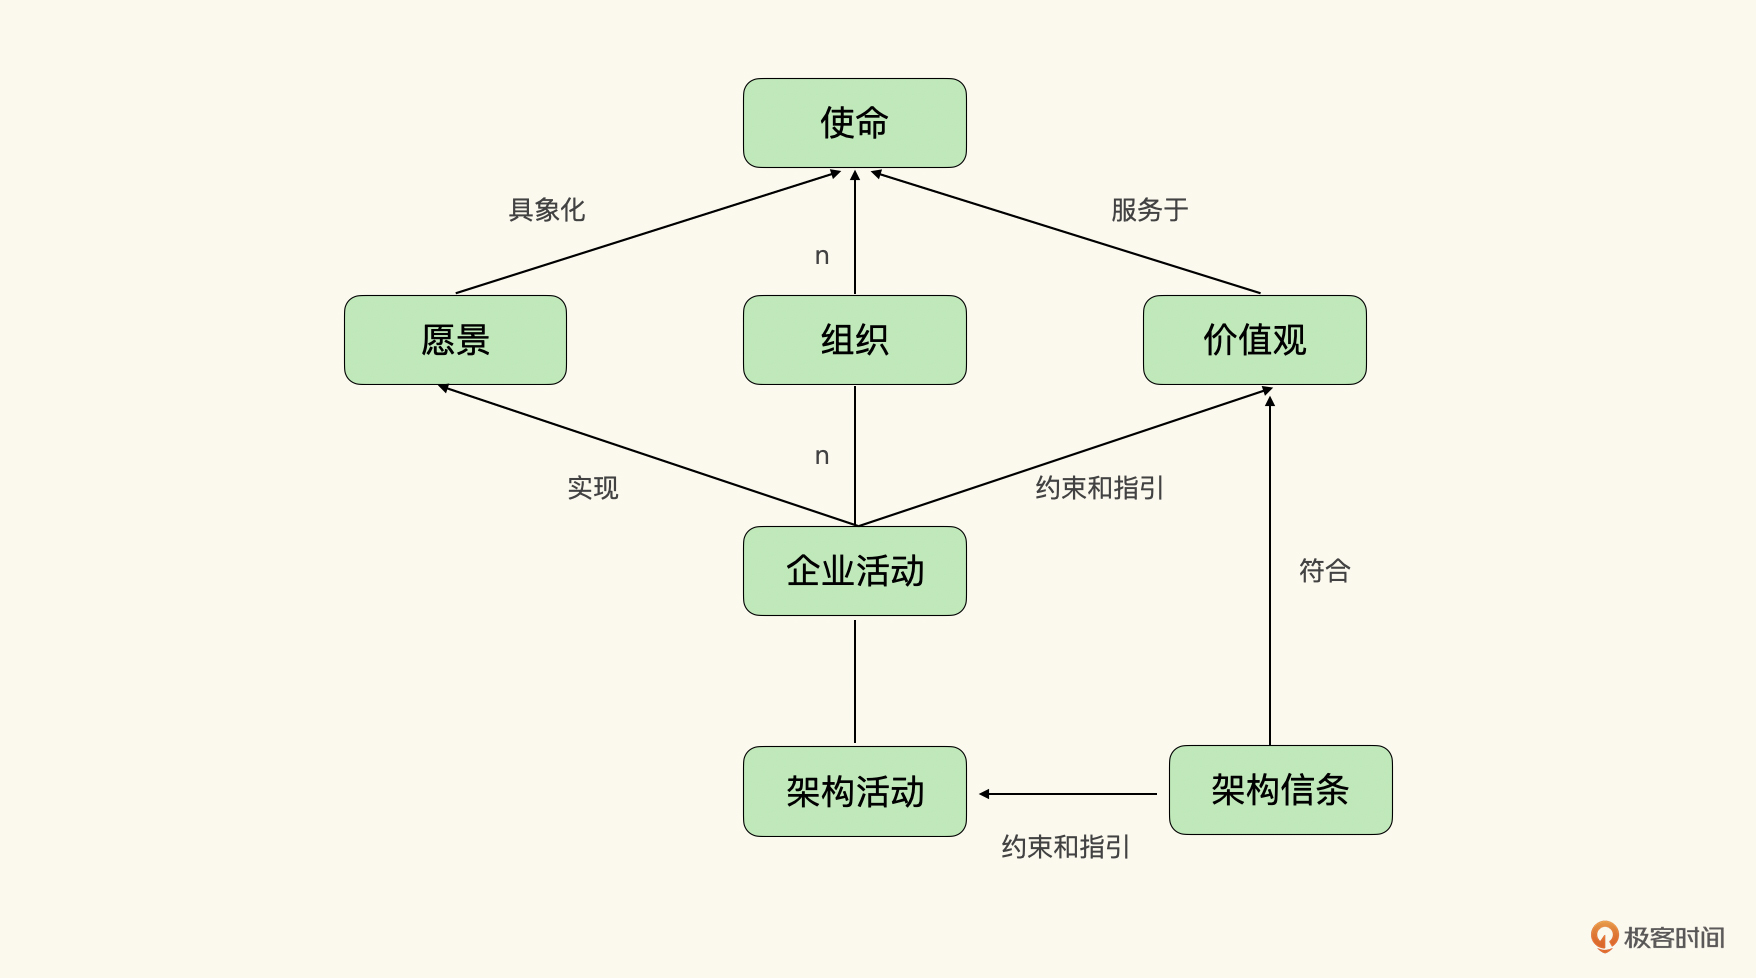 使命
具象化
服务于
n
愿景
组织
价值观
n
实现
约束和指引
企业活动
符合
架构活动
架构信条
约束和指引
极客时间